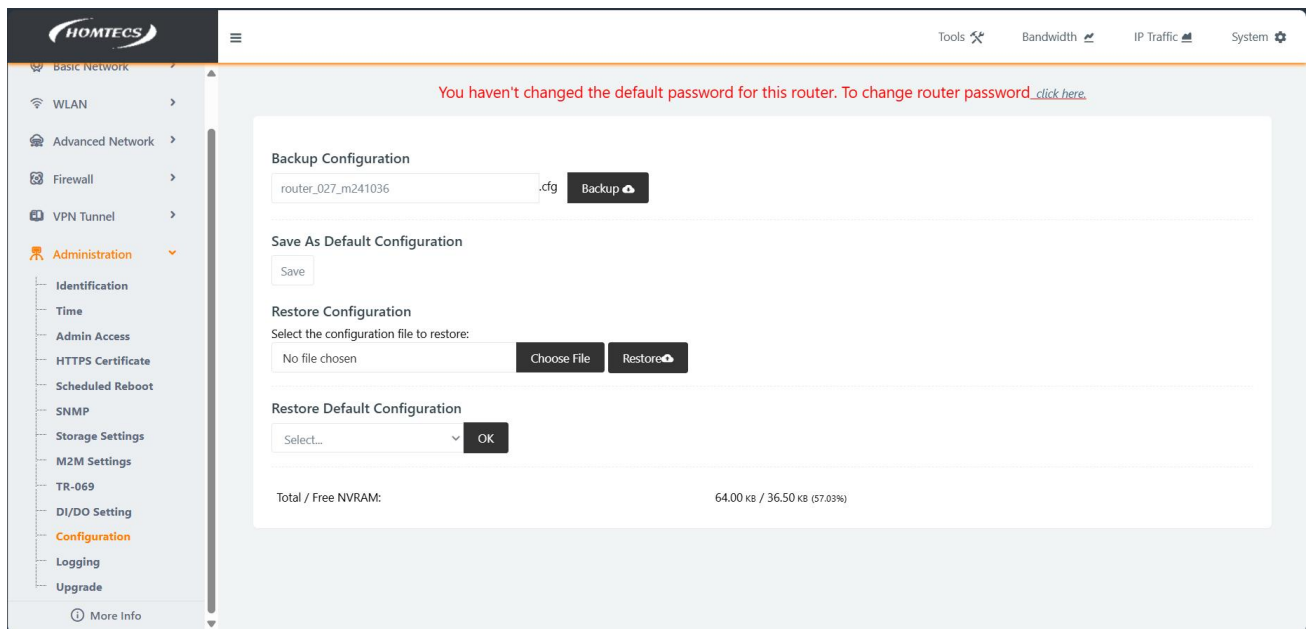 HOMTECS
Tools
Bandwidth
IP Traffic
System
Basic Network
WLAN
Advanced Network
Firewall
VPN Tunnel
Administration
Identification
Time
Admin Access
HTTPS Certificate
Scheduled Reboot
SNMP
Storage Settings
M2M Settings
TR-069
DI/DO Setting
Configuration
Logging
Upgrade
More Info
You haven't changed the default password for this router. To change router password click here.
Backup Configuration
router_027_m241036 .cfg Backup
Save As Default Configuration
Save
Restore Configuration
Select the configuration file to restore:
No file chosen Choose File Restore
Restore Default Configuration
Select... OK
Total / Free NVRAM: 64.00 KB / 36.50 KB (57.03%)